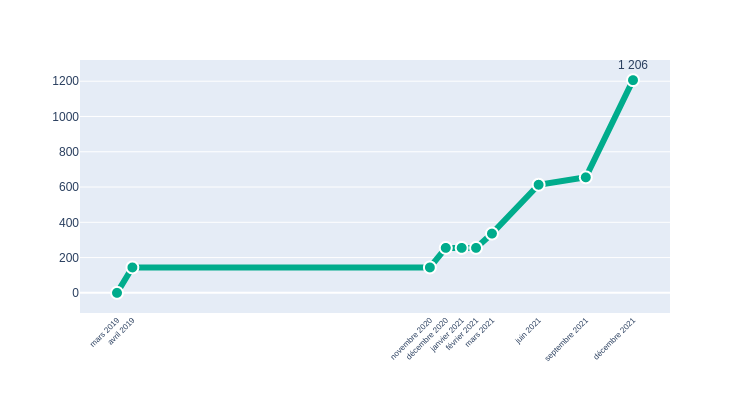 1 206
1200
1000
800
600
400
200
0
mars 2019
avril 2019
novembre 2020
décembre 2020
janvier 2021
février 2021
mars 2021
juin 2021
septembre 2021
décembre 2021